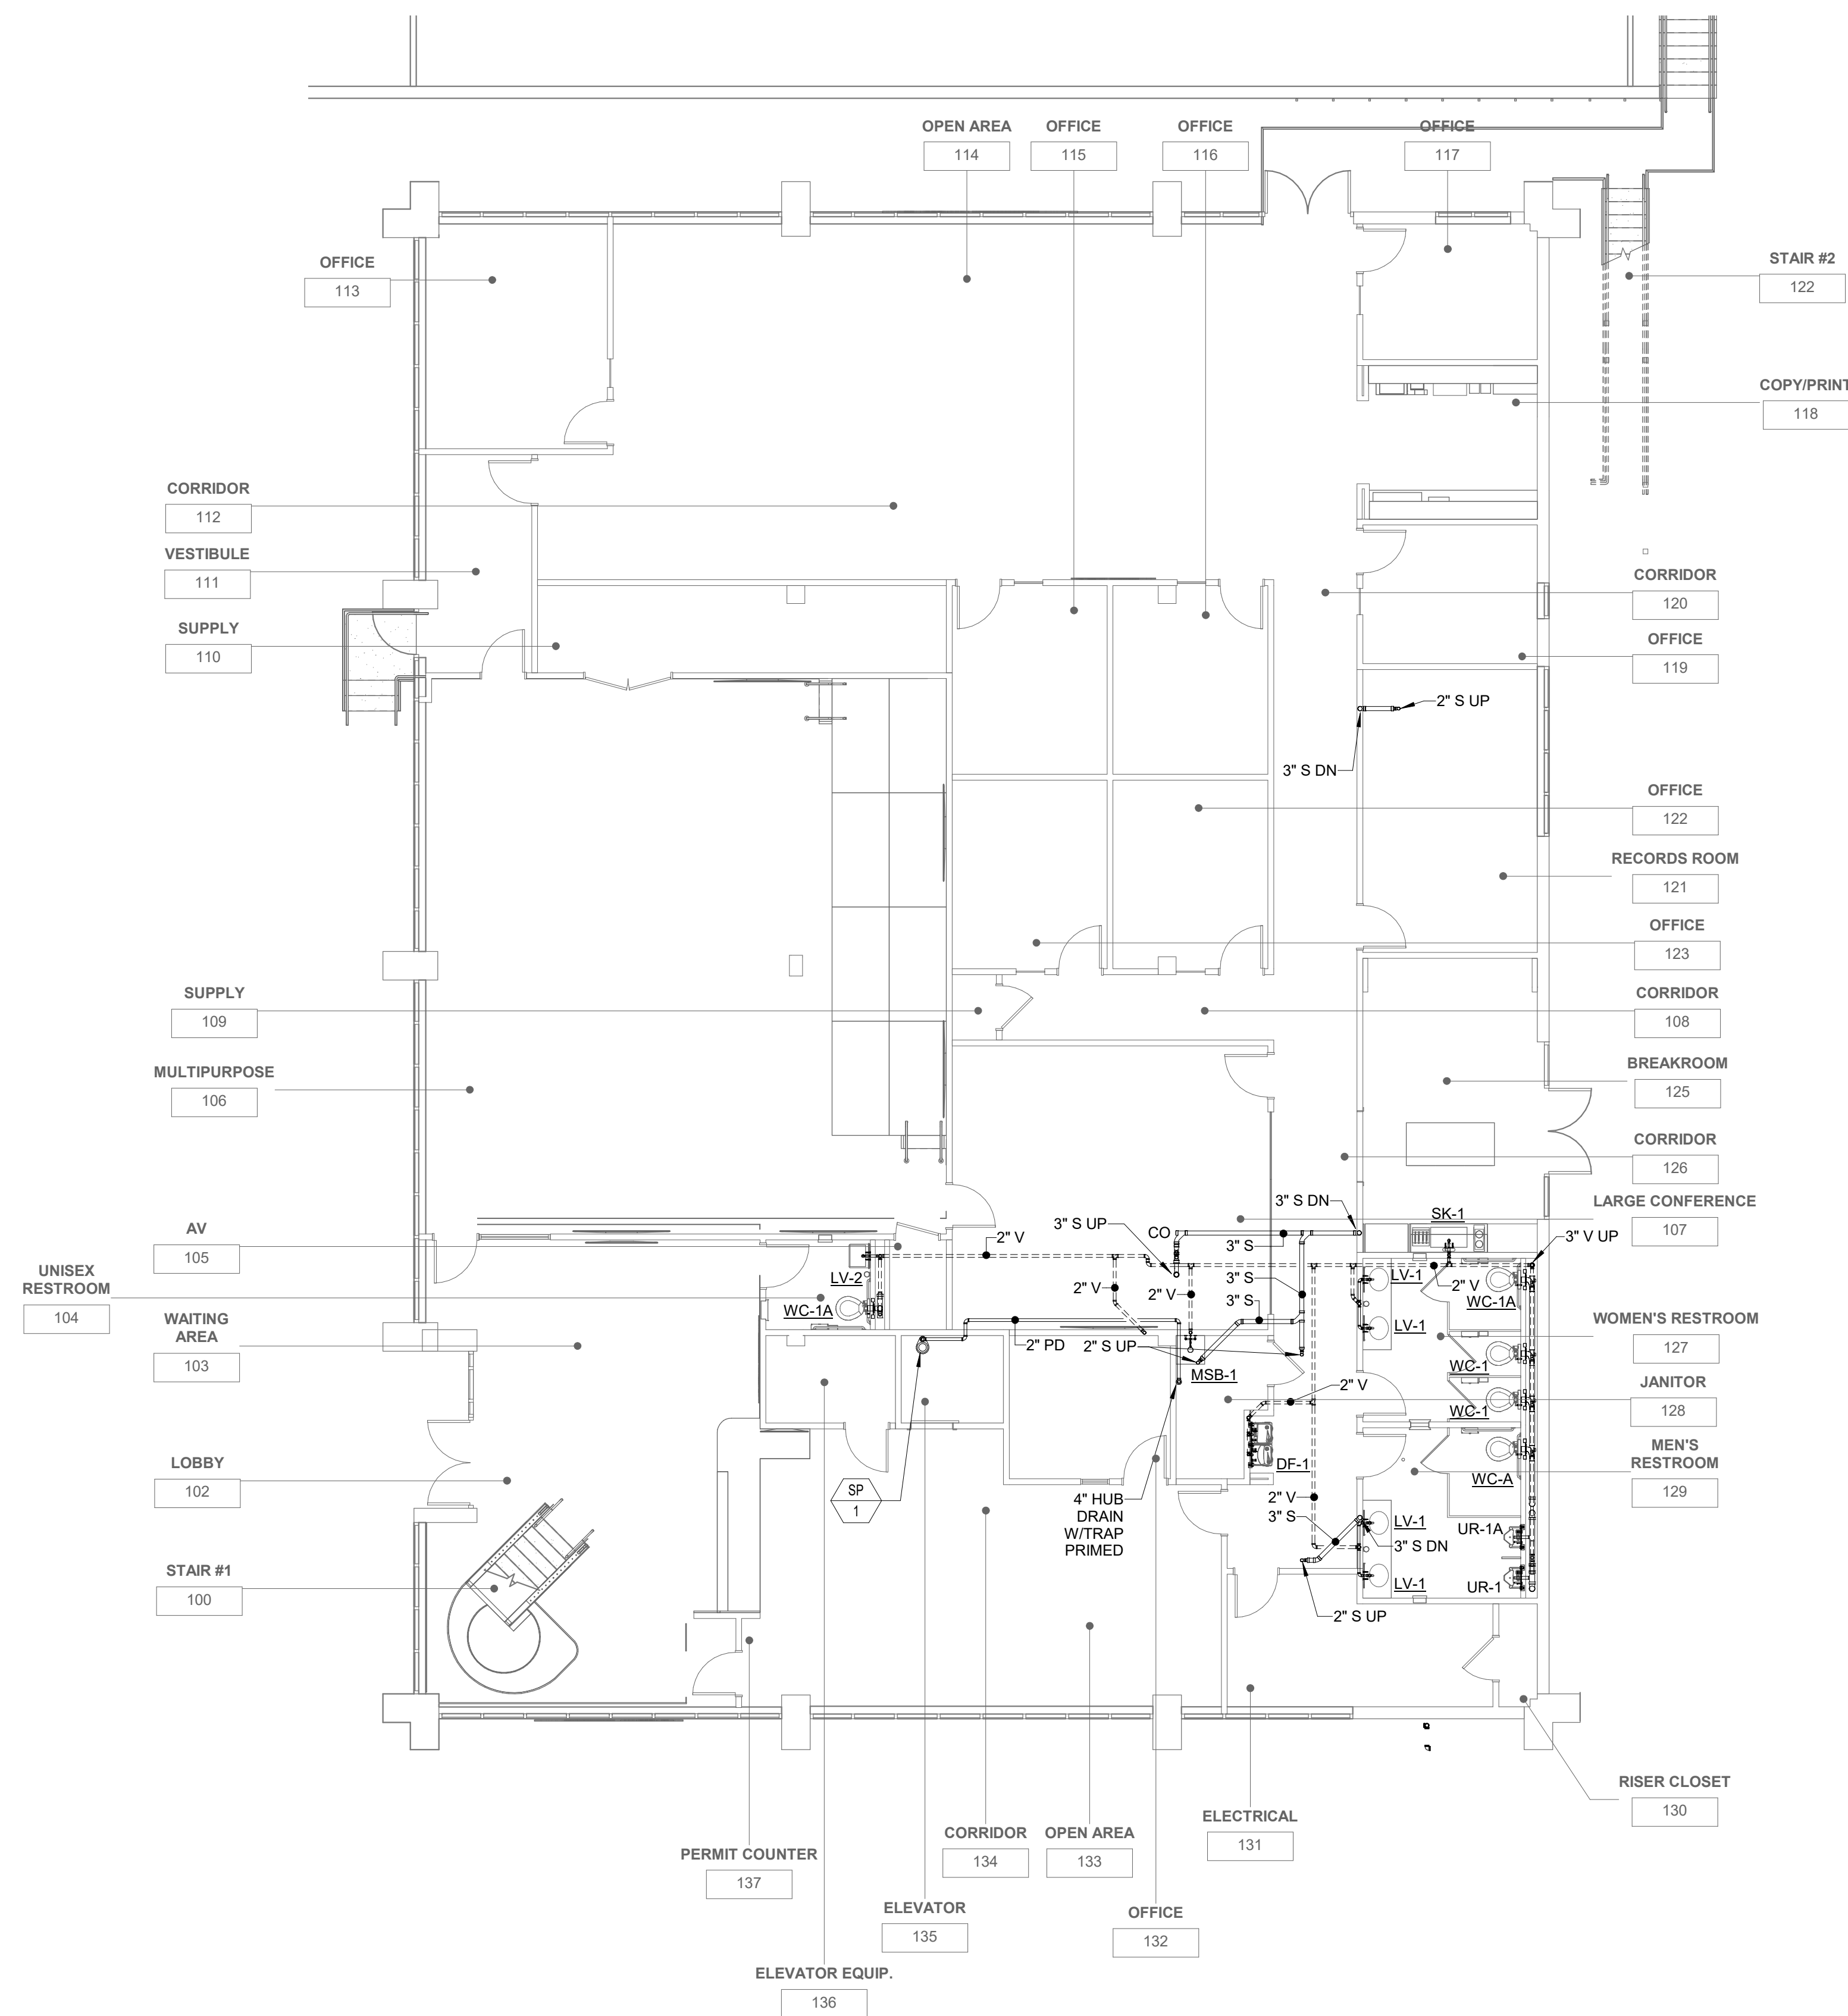 OPEN AREA
114
OFFICE
115
OFFICE
116
OFFICE
117
OFFICE
113
STAIR #2
122
COPY/PRINT
118
CORRIDOR
112
VESTIBULE
111
SUPPLY
110
CORRIDOR
120
OFFICE
119
2" S UP
3" S DN
OFFICE
122
RECORDS ROOM
121
OFFICE
123
SUPPLY
109
CORRIDOR
108
MULTIPURPOSE
106
BREAKROOM
125
CORRIDOR
126
LARGE CONFERENCE
107
AV
105
UNISEX
RESTROOM
104
WAITING
AREA
103
LOBBY
102
STAIR #1
100
3" S DN
SK-1
3" S UP
CO
2" V
3" S
3" V UP
LV-2
WC-1A
2" V
2" V
3" S
3" S
LV-1
2" V
WC-1A
LV-1
WOMEN'S RESTROOM
127
2" PD
2" S UP
MSB-1
WC-1
2" V
WC-1
JANITOR
128
DF-1
WC-A
MEN'S
RESTROOM
129
SP
1
4" HUB
DRAIN
W/TRAP
PRIMED
2" V
3" S
LV-1
3" S DN
UR-1A
LV-1
UR-1
2" S UP
RISER CLOSET
130
ELECTRICAL
131
CORRIDOR
134
OPEN AREA
133
PERMIT COUNTER
137
ELEVATOR
135
OFFICE
132
ELEVATOR EQUIP.
136